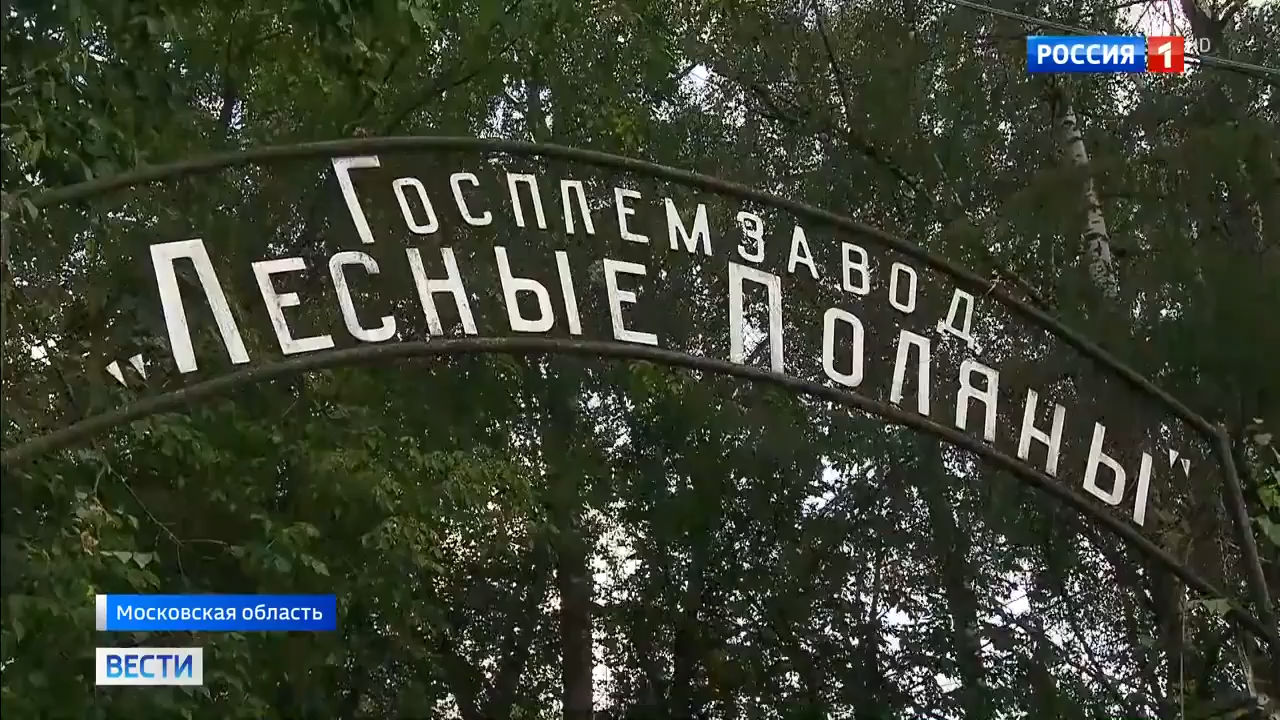 РОССИЯ 1 HD
Госплемзавод
"Лесные Поляны"
Московская область
ВЕСТИ